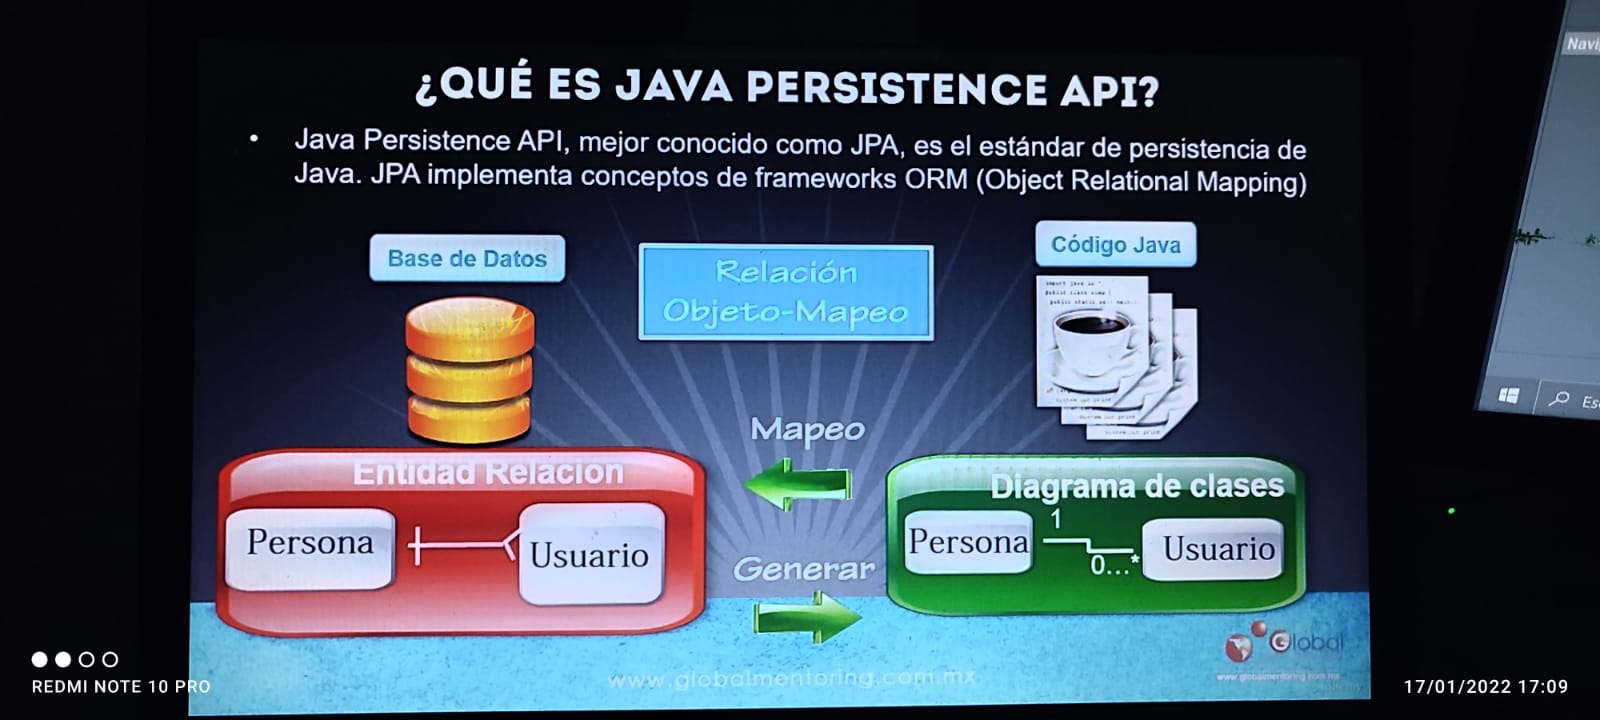 ¿QUÉ ES JAVA PERSISTENCE API?
• Java Persistence API, mejor conocido como JPA, es el estándar de persistencia de
Java. JPA implementa conceptos de frameworks ORM (Object Relational Mapping)
Base de Datos
Relación
Objeto-Mapeo
Código Java
Mapeo
Entidad Relación
Persona
Usuario
Diagrama de clases
Persona
1
0...*
Usuario
Generar
Global
www.globalmentoring.com.mx
www.globalmentoring.com.mx
Navi
Es
REDMI NOTE 10 PRO
17/01/2022 17:09